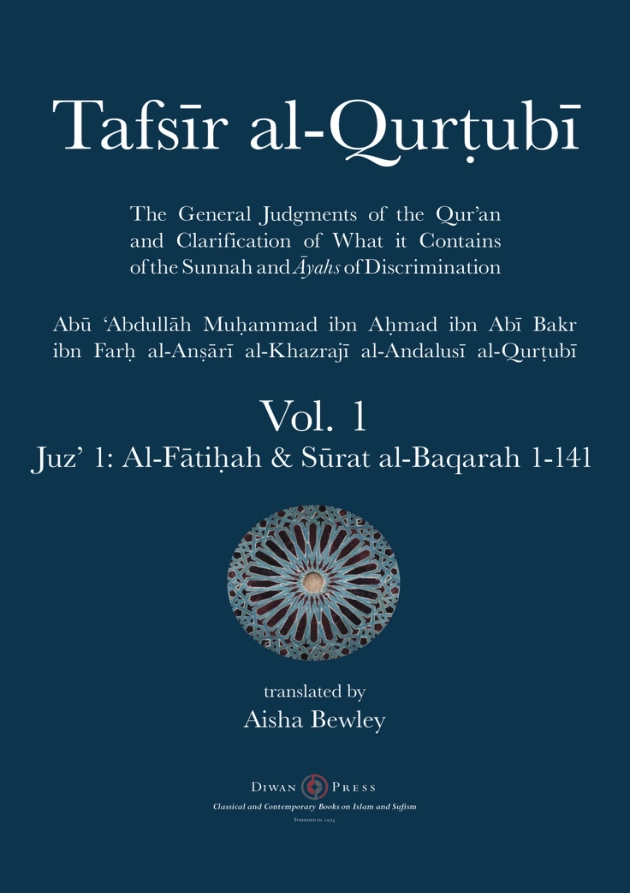 Tafsīr al-Qurṭubī
The General Judgments of the Qur’an
and Clarification of What it Contains
of the Sunnah and Āyahs of Discrimination
Abū ‘Abdullāh Muḥammad ibn Aḥmad ibn Abī Bakr
ibn Farḥ al-Anṣārī al-Khazrajī al-Andalusī al-Qurṭubī
Vol. 1
Juz’ 1: Al-Fātiḥah & Sūrat al-Baqarah 1-141
translated by
Aisha Bewley
Diwan Press
Classical and Contemporary Books on Islam and Sufism